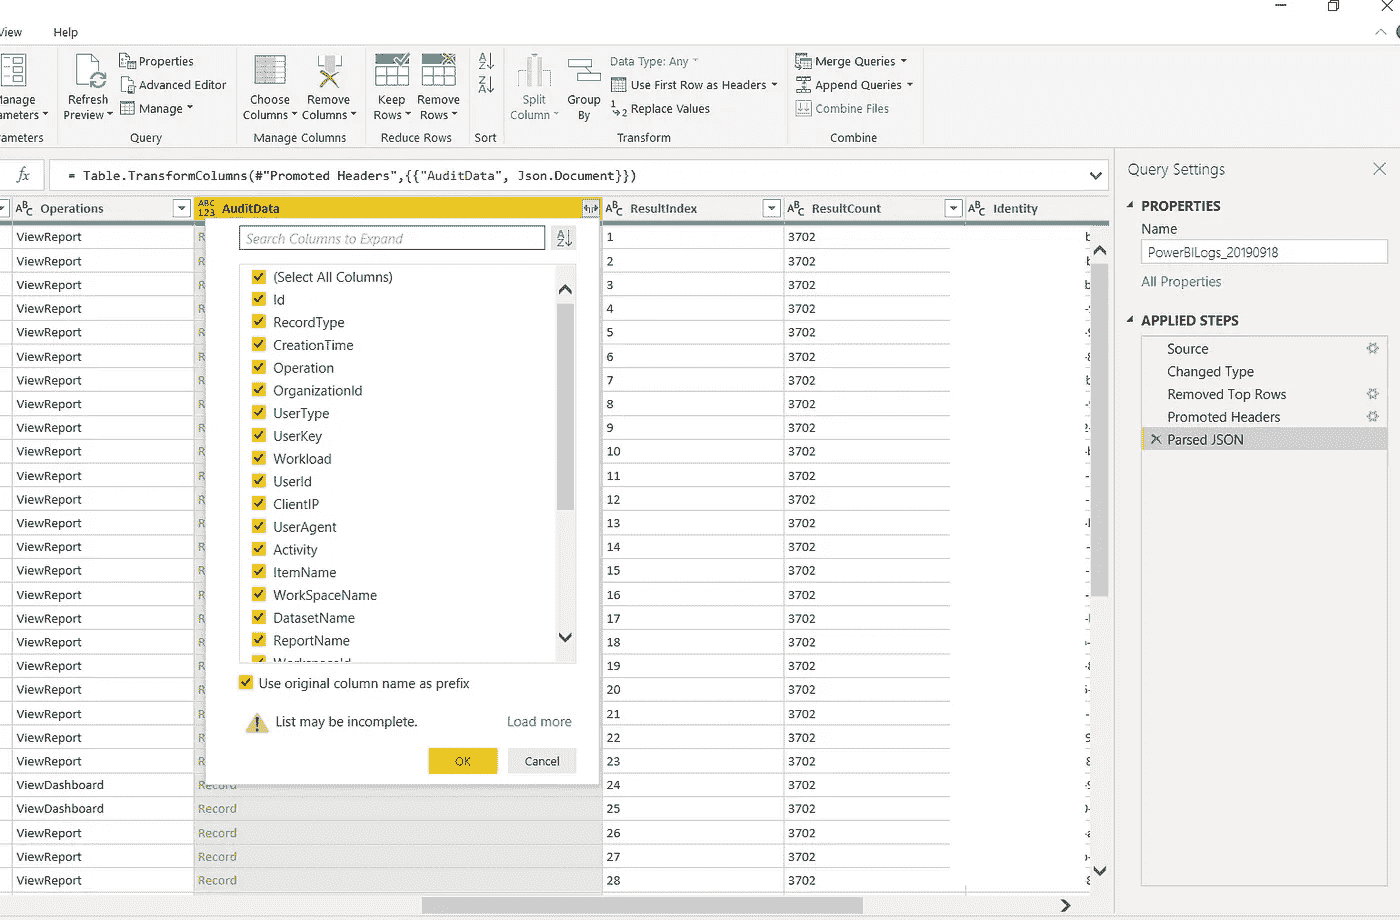 View Help
Manage Parameters
Parameters
Refresh Preview
Properties
Advanced Editor
Manage
Query
Choose Columns
Remove Columns
Manage Columns
Keep Rows
Remove Rows
Reduce Rows
Sort
Split Column
Group By
Data Type: Any
Use First Row as Headers
Replace Values
Transform
Merge Queries
Append Queries
Combine Files
Combine
fx = Table.TransformColumns(#"Promoted Headers",{{"AuditData", Json.Document}})
Operations AuditData ResultIndex ResultCount Identity
ViewReport 1 3702
ViewReport 2 3702
ViewReport 3 3702
ViewReport 4 3702
ViewReport 5 3702
ViewReport 6 3702
ViewReport 7 3702
ViewReport 8 3702
ViewReport 9 3702
ViewReport 10 3702
ViewReport 11 3702
ViewReport 12 3702
ViewReport 13 3702
ViewReport 14 3702
ViewReport 15 3702
ViewReport 16 3702
ViewReport 17 3702
ViewReport 18 3702
ViewReport 19 3702
ViewReport 20 3702
ViewReport 21 3702
ViewReport 22 3702
ViewReport 23 3702
ViewDashboard Record 24 3702
ViewDashboard Record 25 3702
ViewReport Record 26 3702
ViewReport Record 27 3702
ViewReport Record 28 3702
Search Columns to Expand
(Select All Columns)
Id
RecordType
CreationTime
Operation
OrganizationId
UserType
UserKey
Workload
UserId
ClientIP
UserAgent
Activity
ItemName
WorkSpaceName
DatasetName
ReportName
WorkspaceId
Use original column name as prefix
List may be incomplete. Load more
OK Cancel
Query Settings
PROPERTIES
Name
PowerBILogs_20190918
All Properties
APPLIED STEPS
Source
Changed Type
Removed Top Rows
Promoted Headers
Parsed JSON